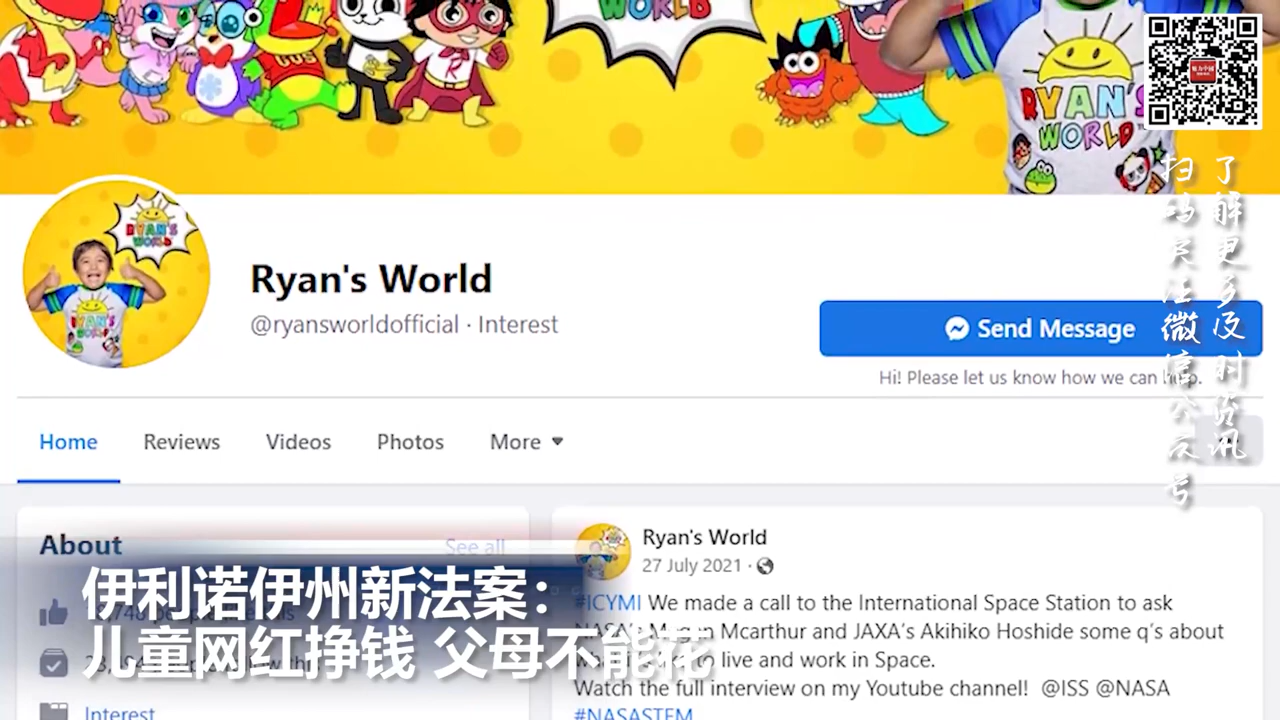 WORLD
RYAN'S
WORLD
RYAN'S
WORLD
了解更多及时资讯
扫码关注微信公众号
Ryan's World
@ryansworldofficial · Interest
Send Message
Hi! Please let us know how we can help.
Home
Reviews
Videos
Photos
More
About
See all
Interest
Ryan's World
27 July 2021
#ICYMI We made a call to the International Space Station to ask
NASA's Megan Mcarthur and JAXA's Akihiko Hoshide some q's about
live and work in Space.
Watch the full interview on my Youtube channel! @ISS @NASA
#NASASTEM
伊利诺伊州新法案：
儿童网红挣钱 父母不能花